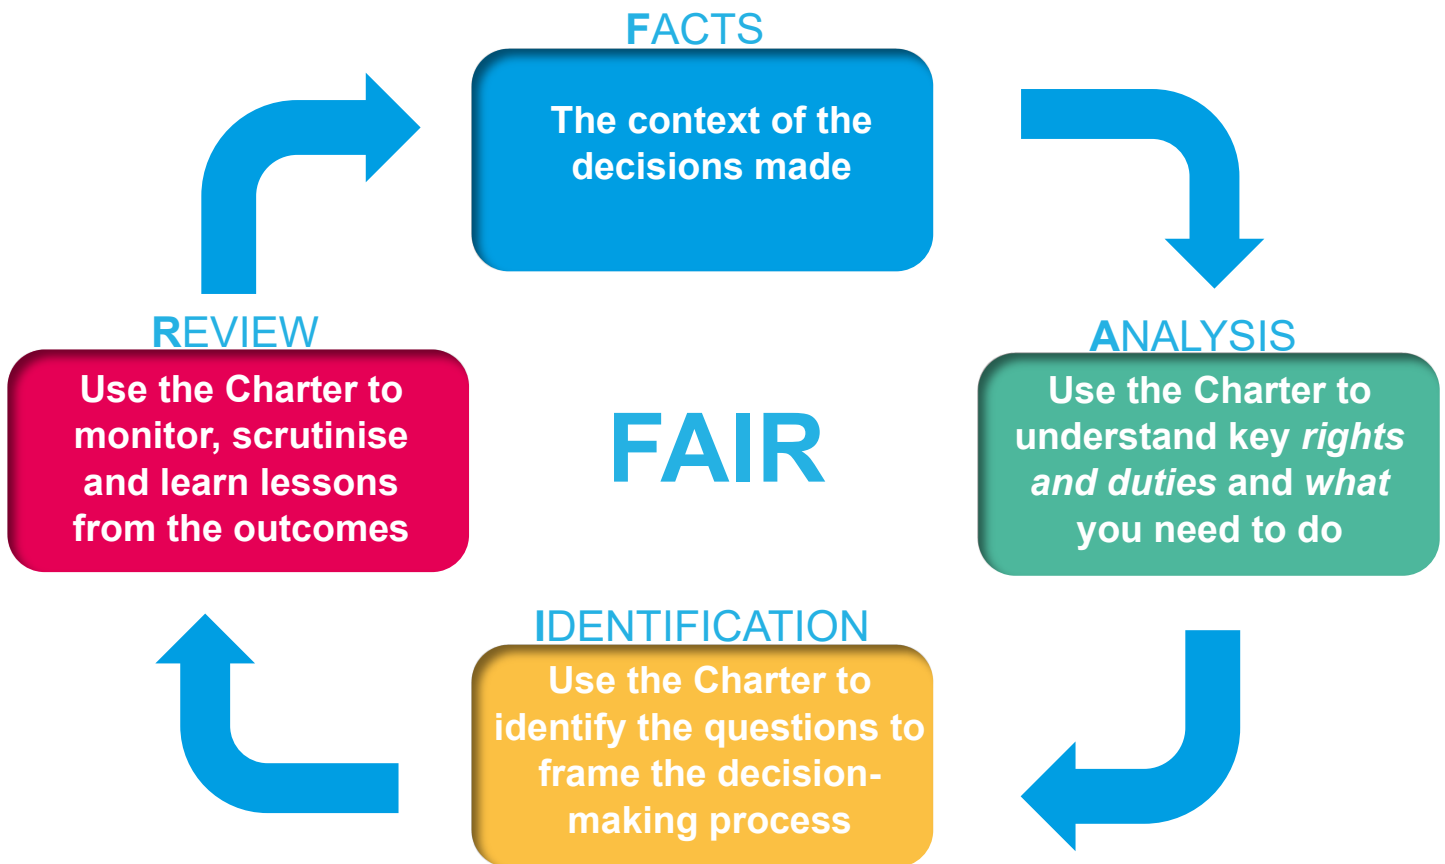 FACTS
The context of the
decisions made
ANALYSIS
Use the Charter to
understand key rights
and duties and what
you need to do
IDENTIFICATION
Use the Charter to
identify the questions to
frame the decision-
making process
REVIEW
Use the Charter to
monitor, scrutinise
and learn lessons
from the outcomes
FAIR